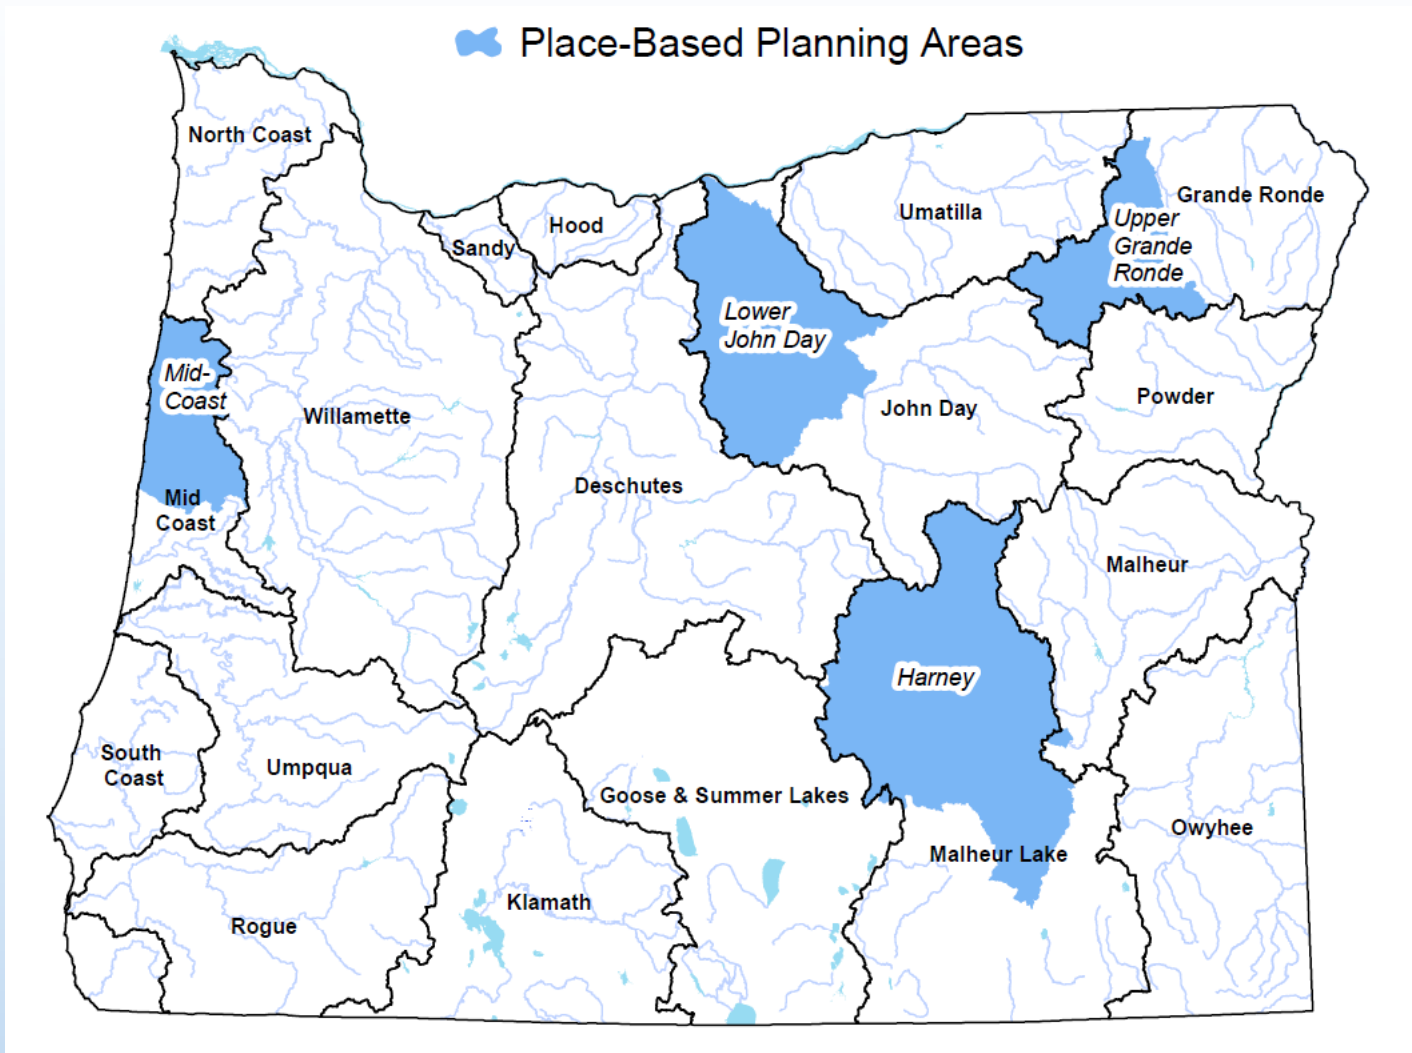 Place-Based Planning Areas
North Coast
Hood
Sandy
Umatilla
Grande Ronde
Upper
Grande
Ronde
Lower
John Day
Mid-
Coast
Willamette
John Day
Powder
Deschutes
Mid
Coast
Malheur
Harney
South
Coast
Umpqua
Goose & Summer Lakes
Owyhee
Malheur Lake
Klamath
Rogue